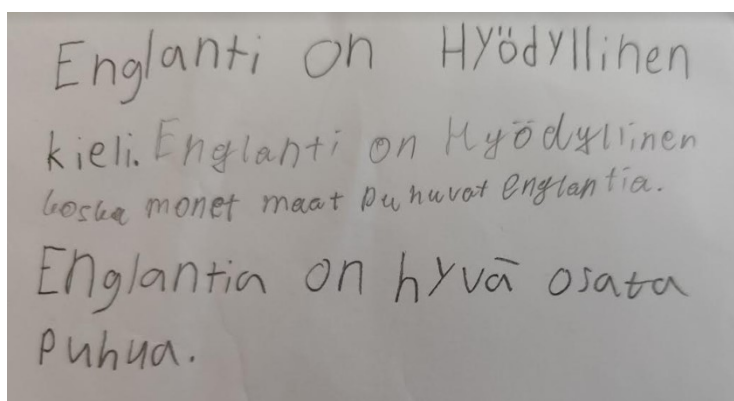 Englanti on Hyödyllinen
kieli. Englanti on Hyödyllinen
koska monet maat puhuvat englantia.
Englantia on hyvä osata
puhua.